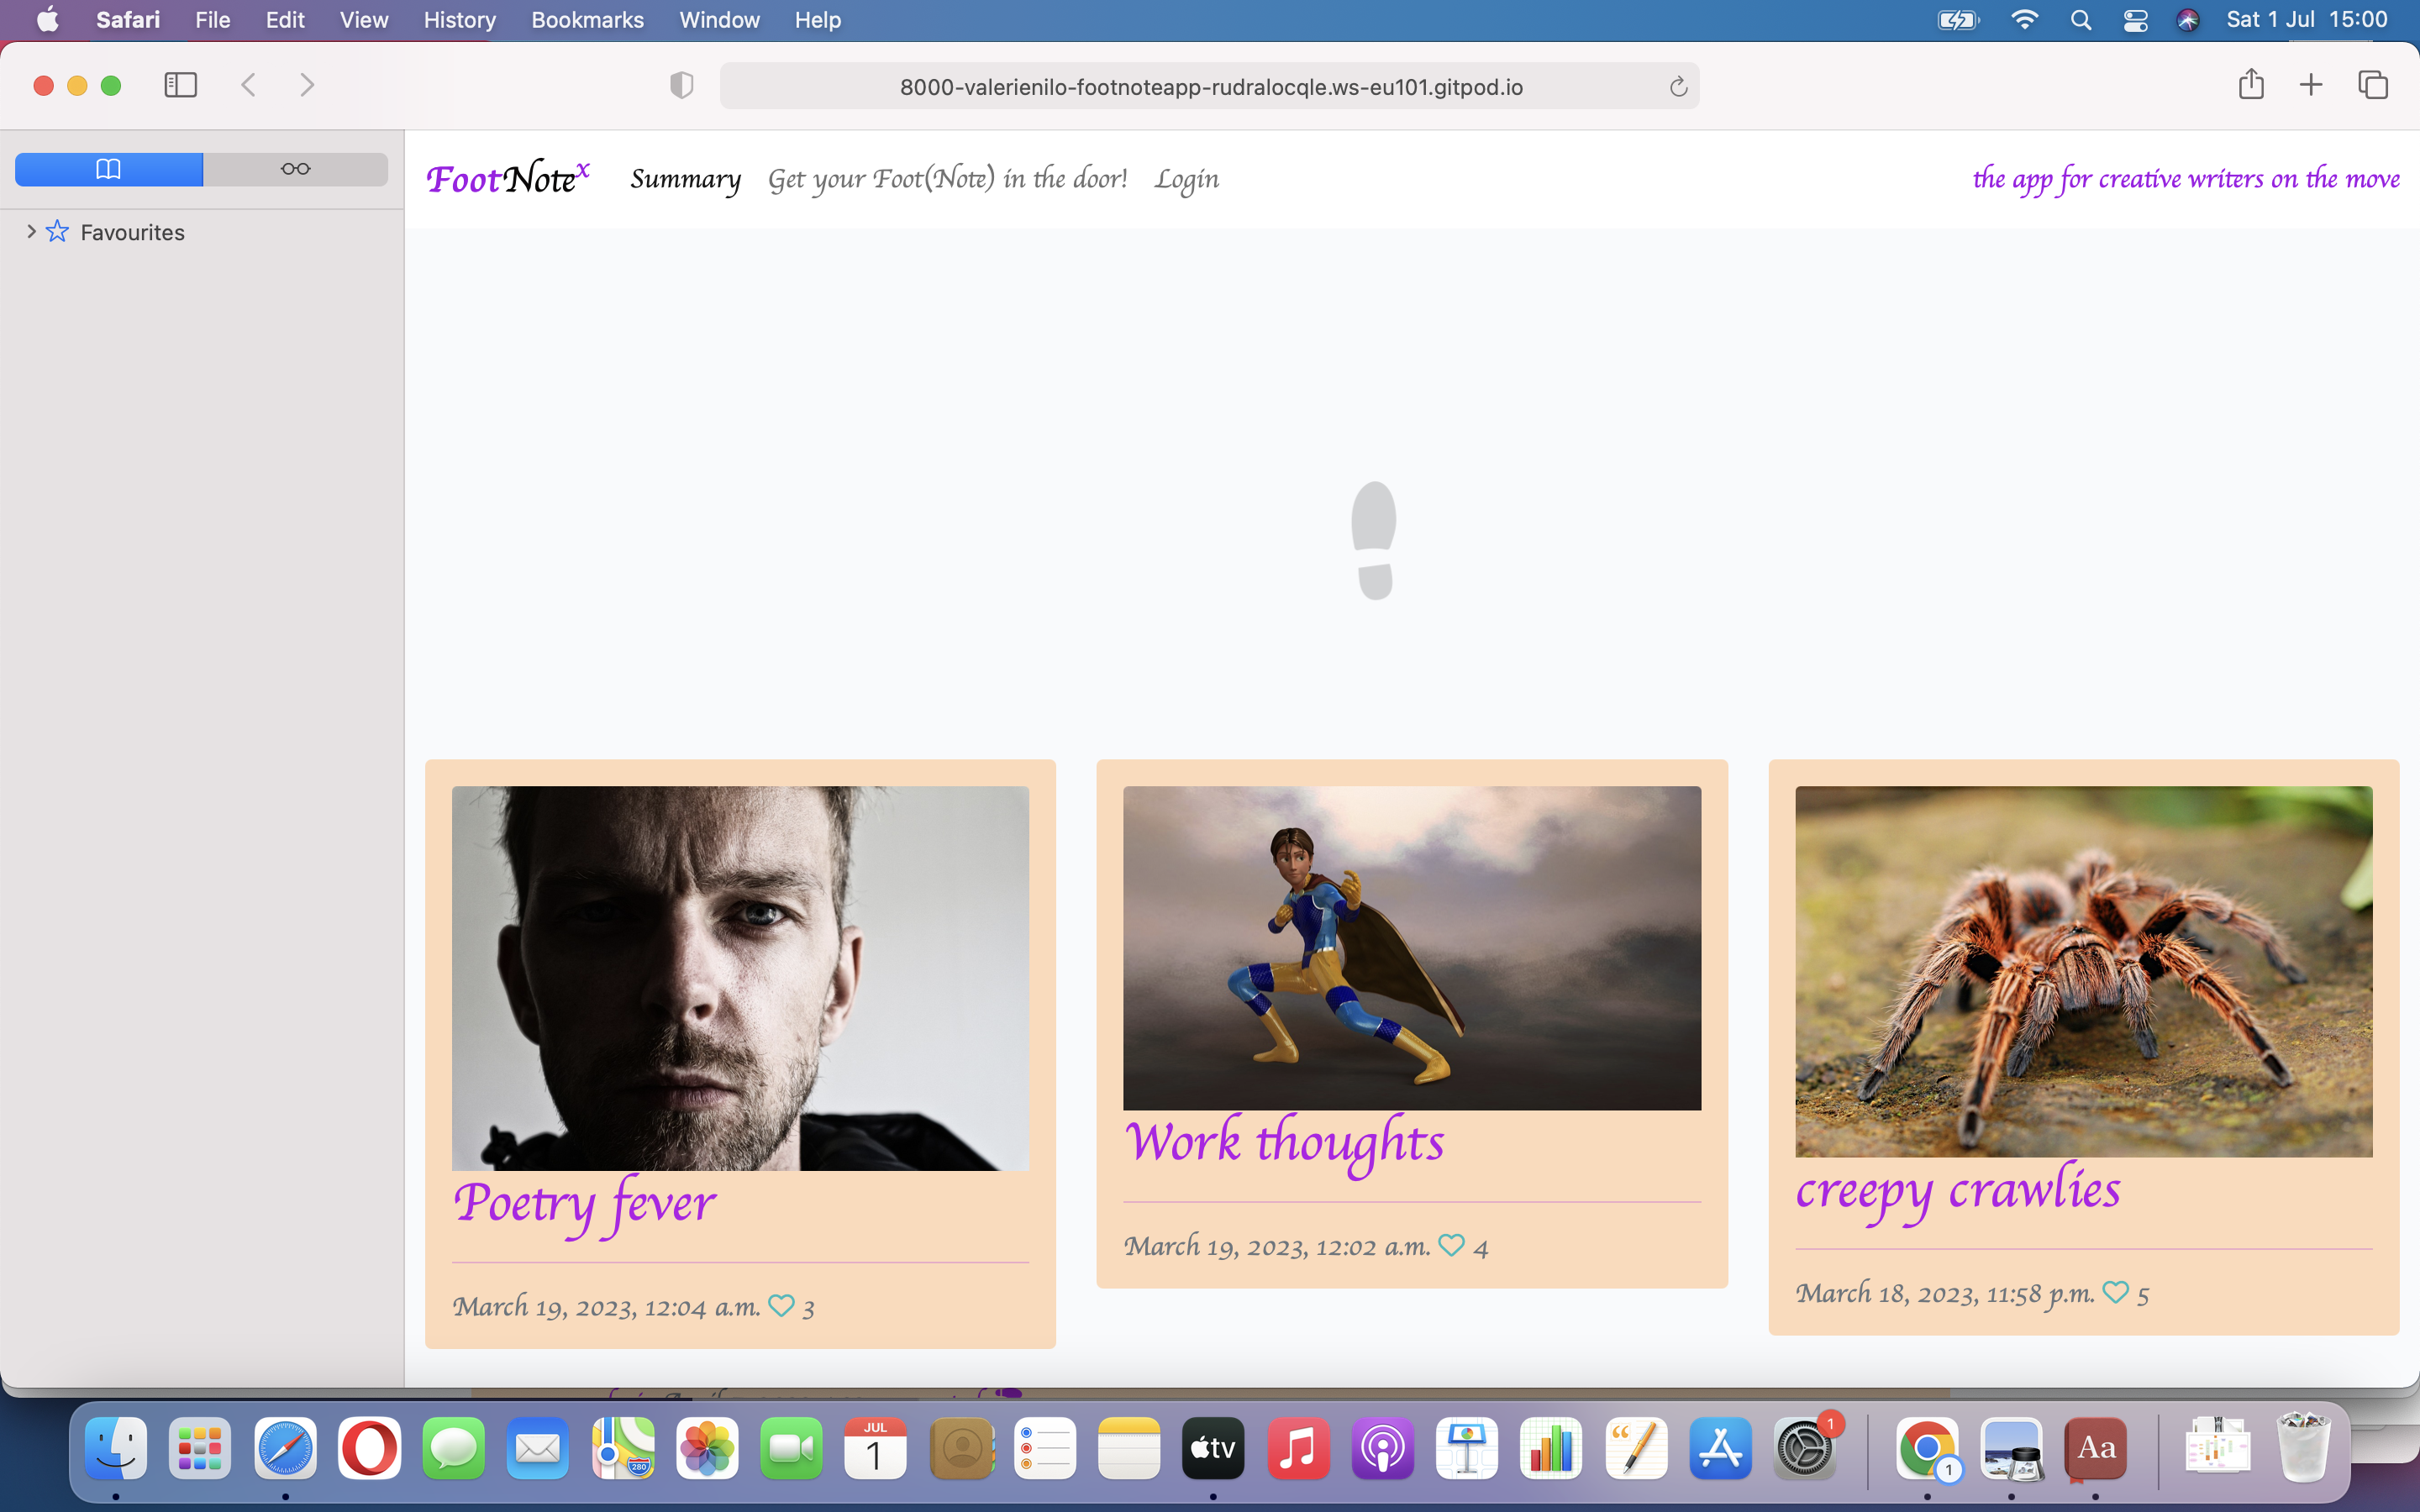 Safari File Edit View History Bookmarks Window Help Sat 1 Jul 15:00
8000-valerienilo-footnoteapp-rudralocqle.ws-eu101.gitpod.io
FootNoteˣ Summary Get your Foot(Note) in the door! Login the app for creative writers on the move
Favourites
Poetry fever
March 19, 2023, 12:04 a.m. 3
Work thoughts
March 19, 2023, 12:02 a.m. 4
creepy crawlies
March 18, 2023, 11:58 p.m. 5
280
JUL
1
tv
1
1
Aa